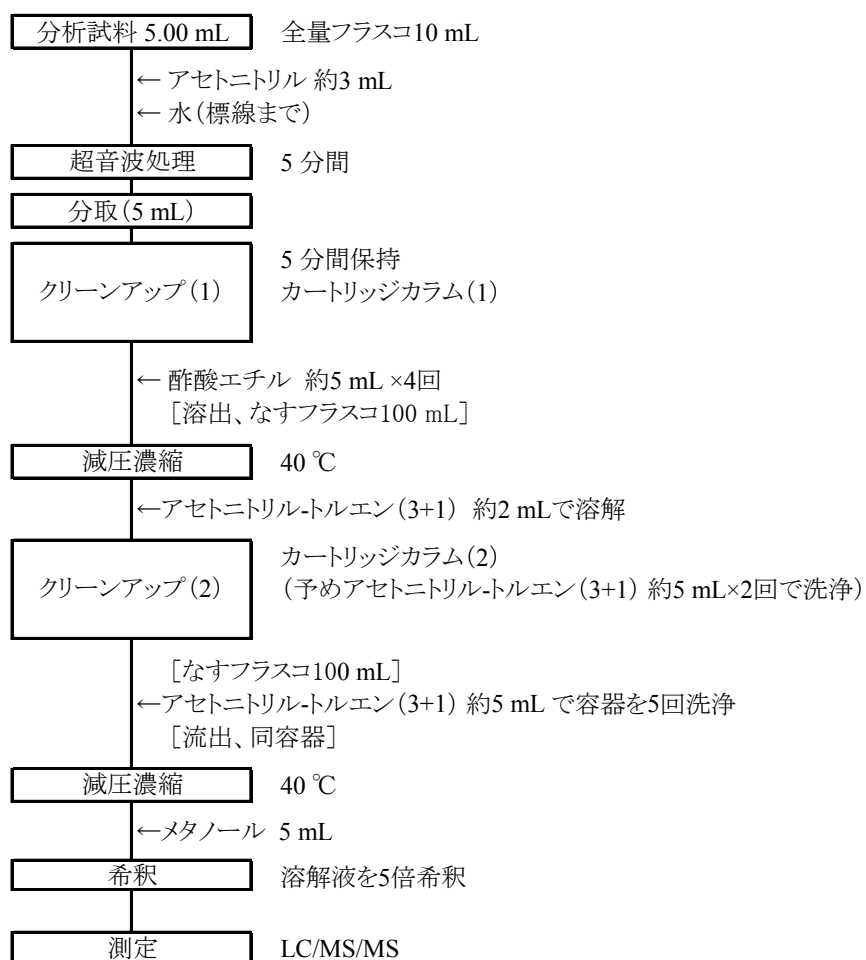 分析試料 5.00 mL 全量フラスコ10 mL
← アセトニトリル 約3 mL
← 水（標線まで）
超音波処理 5 分間
分取（5 mL）
5 分間保持
クリーンアップ（1） カートリッジカラム（1）
← 酢酸エチル 約5 mL ×4回
［溶出、なすフラスコ100 mL］
減圧濃縮 40 ℃
←アセトニトリル-トルエン（3+1） 約2 mLで溶解
カートリッジカラム（2）
クリーンアップ（2） （予めアセトニトリル-トルエン（3+1） 約5 mL×2回で洗浄）
［なすフラスコ100 mL］
←アセトニトリル-トルエン（3+1） 約5 mL で容器を5回洗浄
［流出、同容器］
減圧濃縮 40 ℃
←メタノール 5 mL
希釈 溶解液を5倍希釈
測定 LC/MS/MS